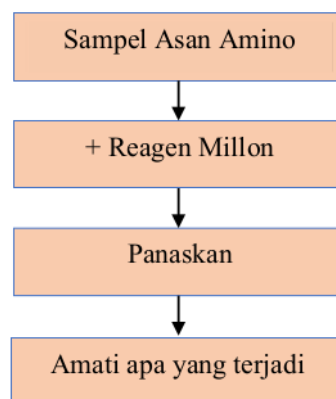 Sampel Asan Amino
+ Reagen Millon
Panaskan
Amati apa yang terjadi